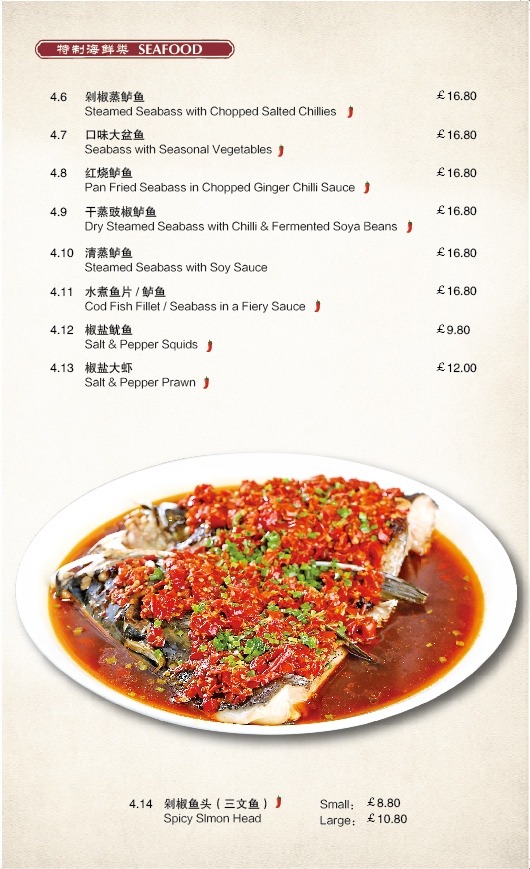 特制海鲜类 SEAFOOD
4.6 剁椒蒸鲈鱼 £16.80
Steamed Seabass with Chopped Salted Chillies
4.7 口味大盆鱼 £16.80
Seabass with Seasonal Vegetables
4.8 红烧鲈鱼 £16.80
Pan Fried Seabass in Chopped Ginger Chilli Sauce
4.9 干蒸豉椒鲈鱼 £16.80
Dry Steamed Seabass with Chilli & Fermented Soya Beans
4.10 清蒸鲈鱼 £16.80
Steamed Seabass with Soy Sauce
4.11 水煮鱼片 / 鲈鱼 £16.80
Cod Fish Fillet / Seabass in a Fiery Sauce
4.12 椒盐鱿鱼 £9.80
Salt & Pepper Squids
4.13 椒盐大虾 £12.00
Salt & Pepper Prawn
4.14 剁椒鱼头（三文鱼） Small： £8.80
Spicy Slmon Head Large： £10.80